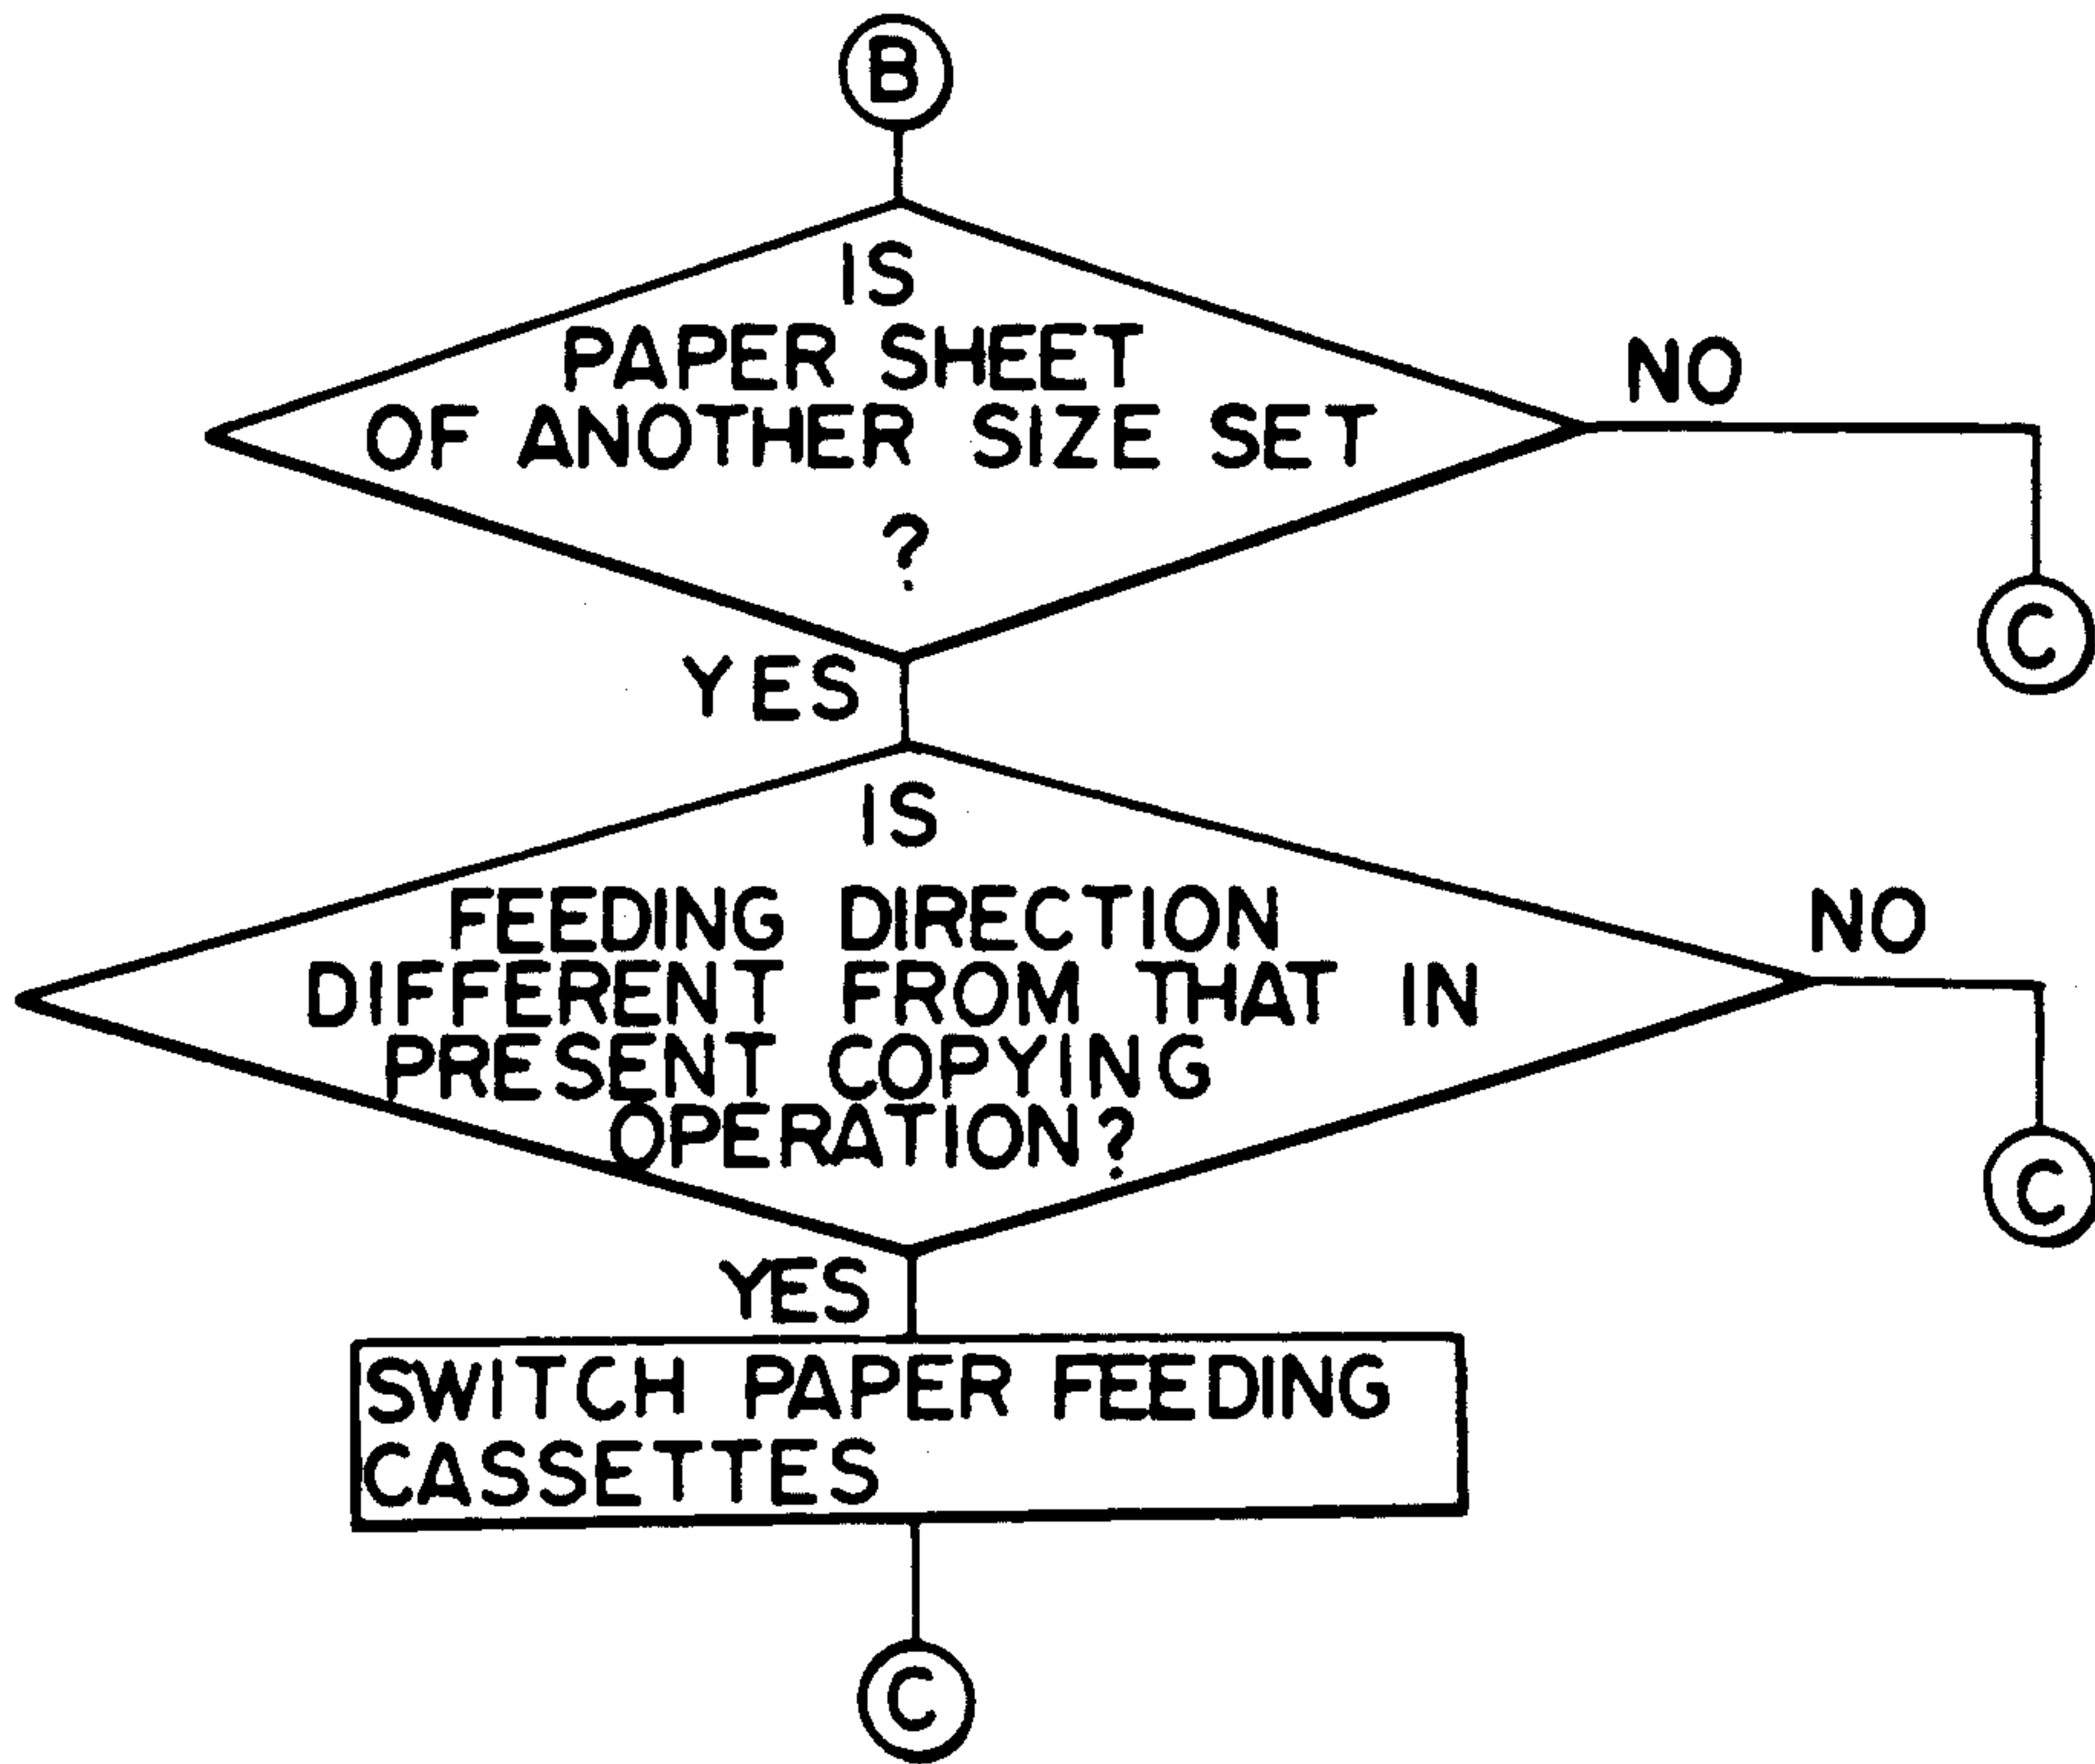 B
IS
PAPER SHEET
OF ANOTHER SIZE SET
?
NO
C
YES
IS
FEEDING DIRECTION
DIFFERENT FROM THAT IN
PRESENT COPYING
OPERATION?
NO
C
YES
SWITCH PAPER FEEDING
CASSETTES
C